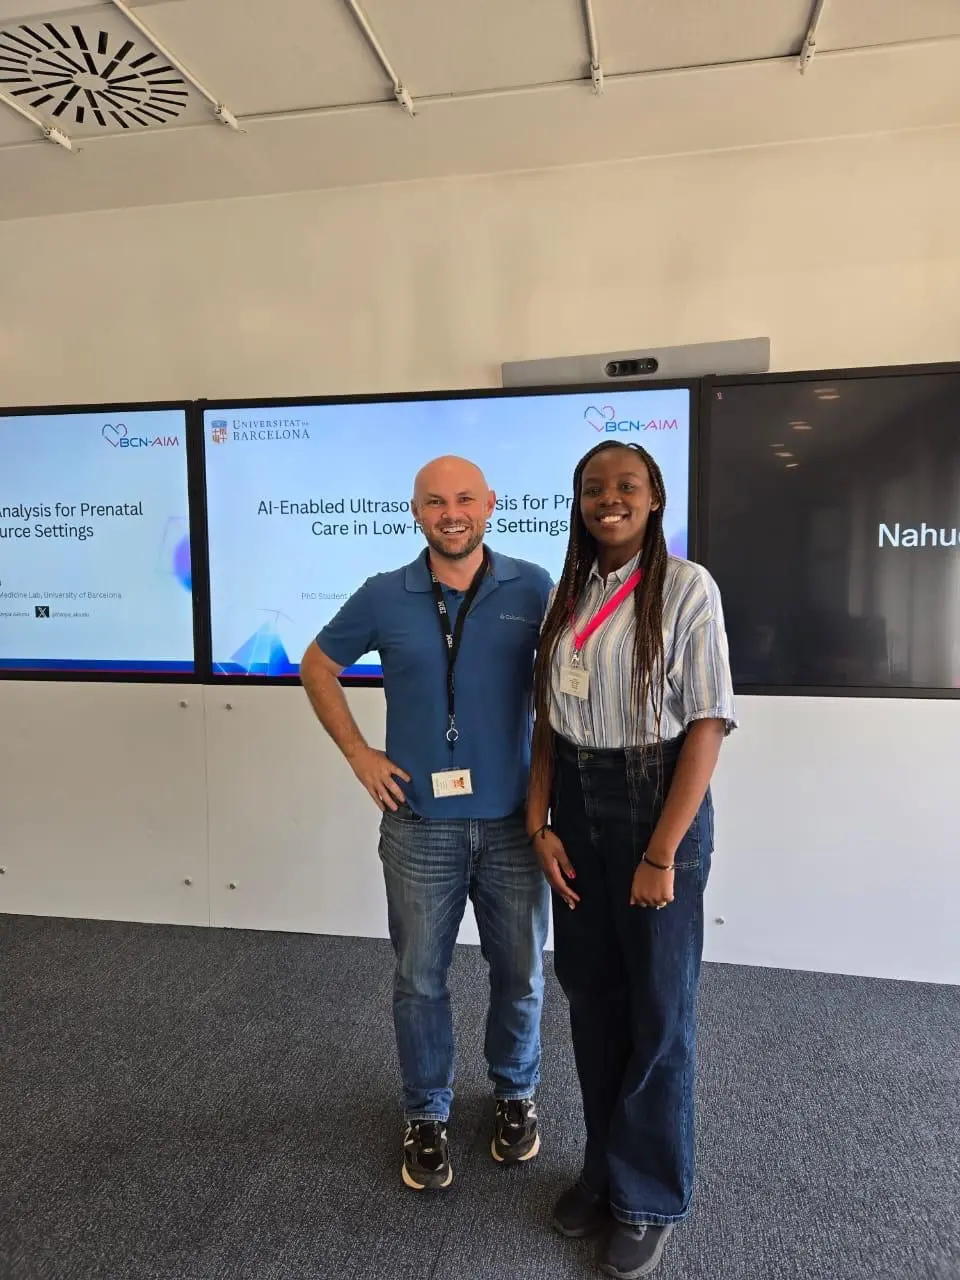 BCN-AIM
Analysis for Prenatal
urce Settings
Medicine Lab, University of Barcelona
UNIVERSITAT DE
BARCELONA
BCN-AIM
AI-Enabled Ultraso sis for Pr
Care in Low-R e Settings
PhD Student
IBM
Nahu